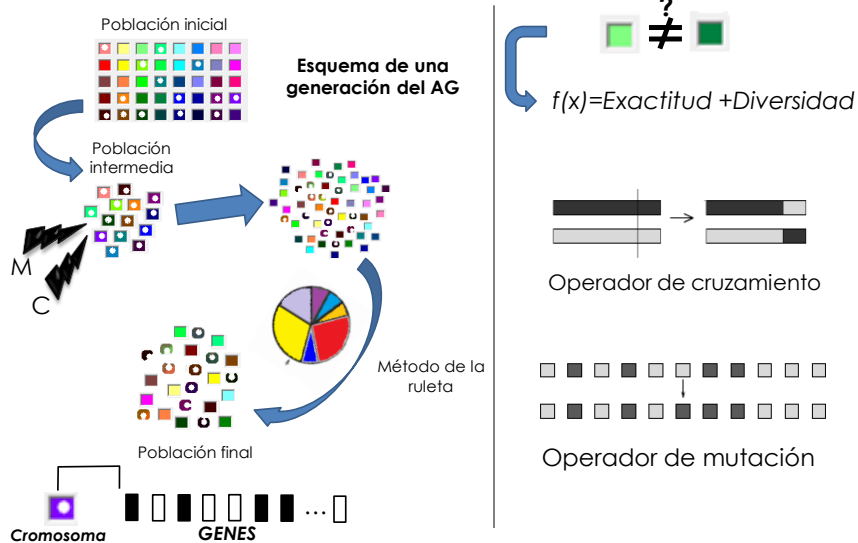 Población inicial
Esquema de una
generación del AG
Población
intermedia
M
C
Método de la
ruleta
Población final
Cromosoma
GENES
...
?
≠
f(x)=Exactitud +Diversidad
Operador de cruzamiento
Operador de mutación